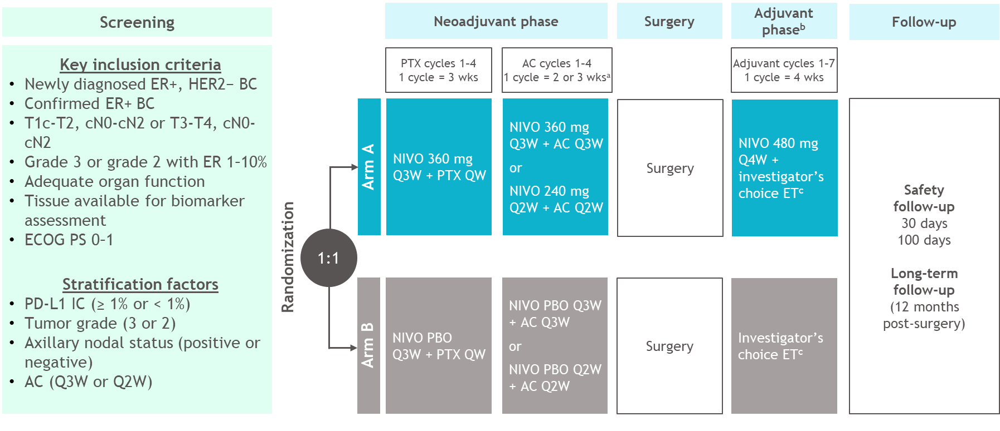 Screening
Key inclusion criteria
• Newly diagnosed ER+, HER2− BC
• Confirmed ER+ BC
• T1c-T2, cN0-cN2 or T3-T4, cN0-
cN2
• Grade 3 or grade 2 with ER 1–10%
• Adequate organ function
• Tissue available for biomarker
assessment
• ECOG PS 0–1
Stratification factors
• PD-L1 IC (≥ 1% or < 1%)
• Tumor grade (3 or 2)
• Axillary nodal status (positive or
negative)
• AC (Q3W or Q2W)
Randomization
1:1
Neoadjuvant phase
Surgery
Adjuvant
phaseᵇ
Follow-up
PTX cycles 1–4
1 cycle = 3 wks
AC cycles 1–4
1 cycle = 2 or 3 wksᵃ
Adjuvant cycles 1–7
1 cycle = 4 wks
Arm A
NIVO 360 mg
Q3W + PTX QW
NIVO 360 mg
Q3W + AC Q3W
or
NIVO 240 mg
Q2W + AC Q2W
Surgery
NIVO 480 mg
Q4W +
investigator’s
choice ETᶜ
Arm B
NIVO PBO
Q3W + PTX QW
NIVO PBO Q3W
+ AC Q3W
or
NIVO PBO Q2W
+ AC Q2W
Surgery
Investigator’s
choice ETᶜ
Safety
follow-up
30 days
100 days
Long-term
follow-up
(12 months
post-surgery)